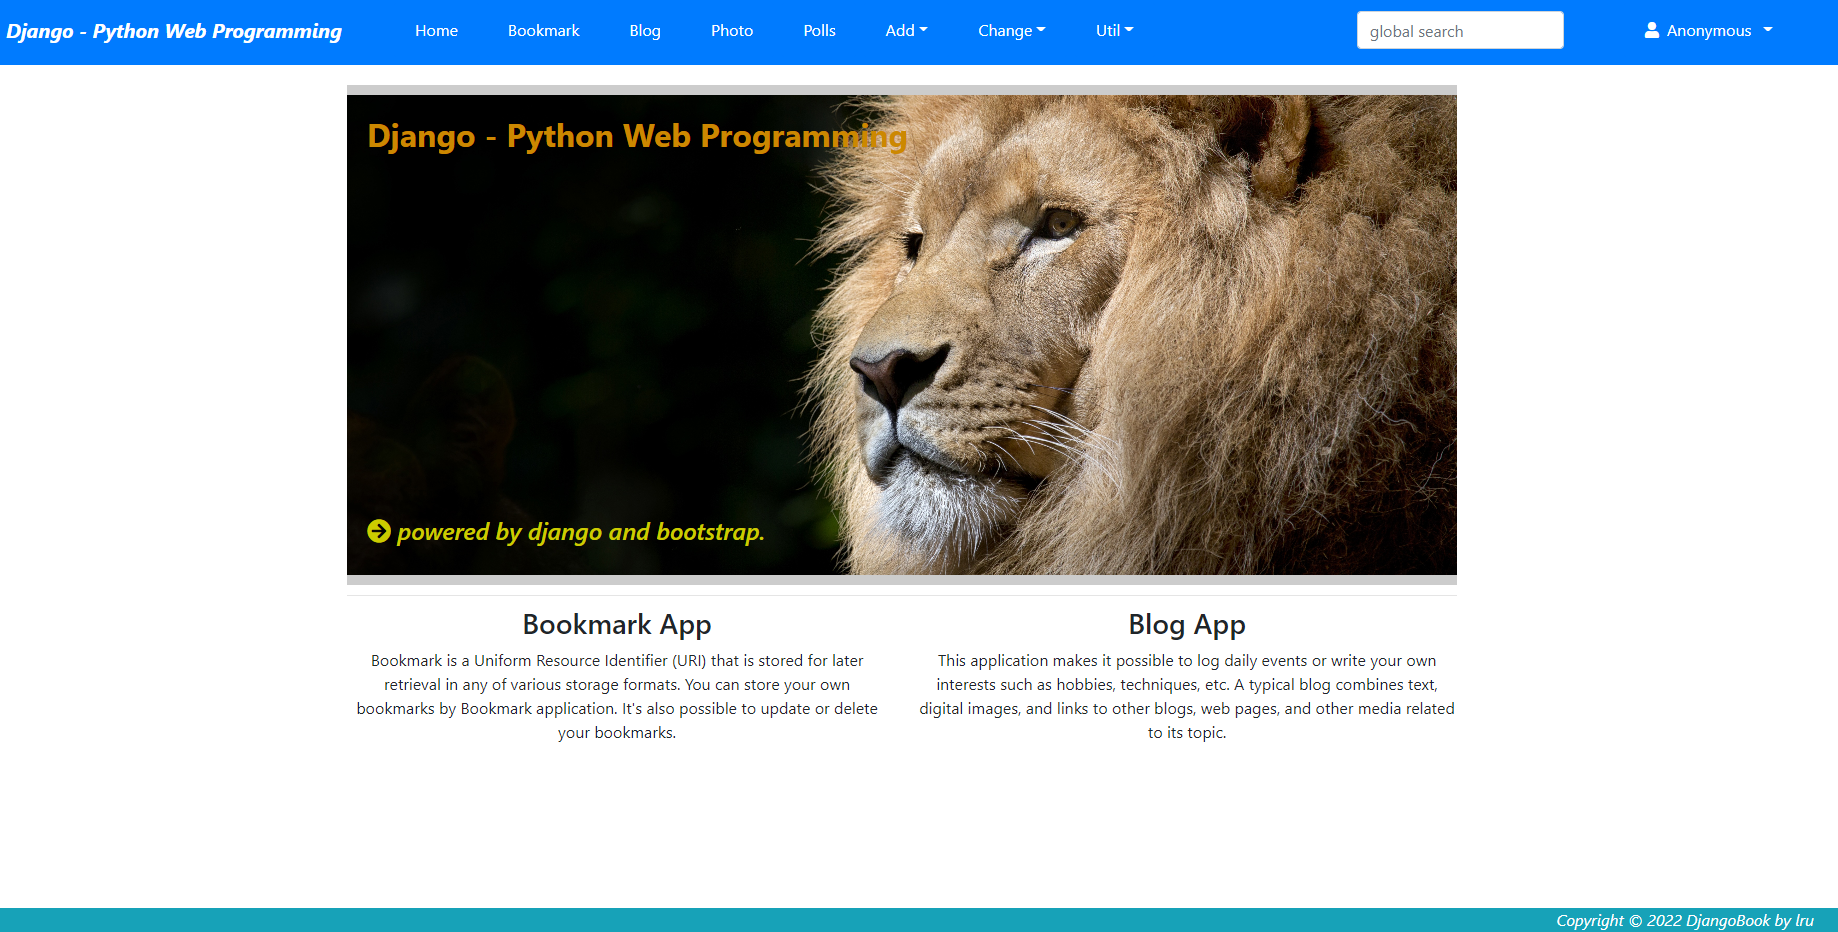 Django - Python Web Programming
Home
Bookmark
Blog
Photo
Polls
Add
Change
Util
global search
Anonymous
Django - Python Web Programming
powered by django and bootstrap.
Bookmark App
Bookmark is a Uniform Resource Identifier (URI) that is stored for later
retrieval in any of various storage formats. You can store your own
bookmarks by Bookmark application. It's also possible to update or delete
your bookmarks.
Blog App
This application makes it possible to log daily events or write your own
interests such as hobbies, techniques, etc. A typical blog combines text,
digital images, and links to other blogs, web pages, and other media related
to its topic.
Copyright © 2022 DjangoBook by lru